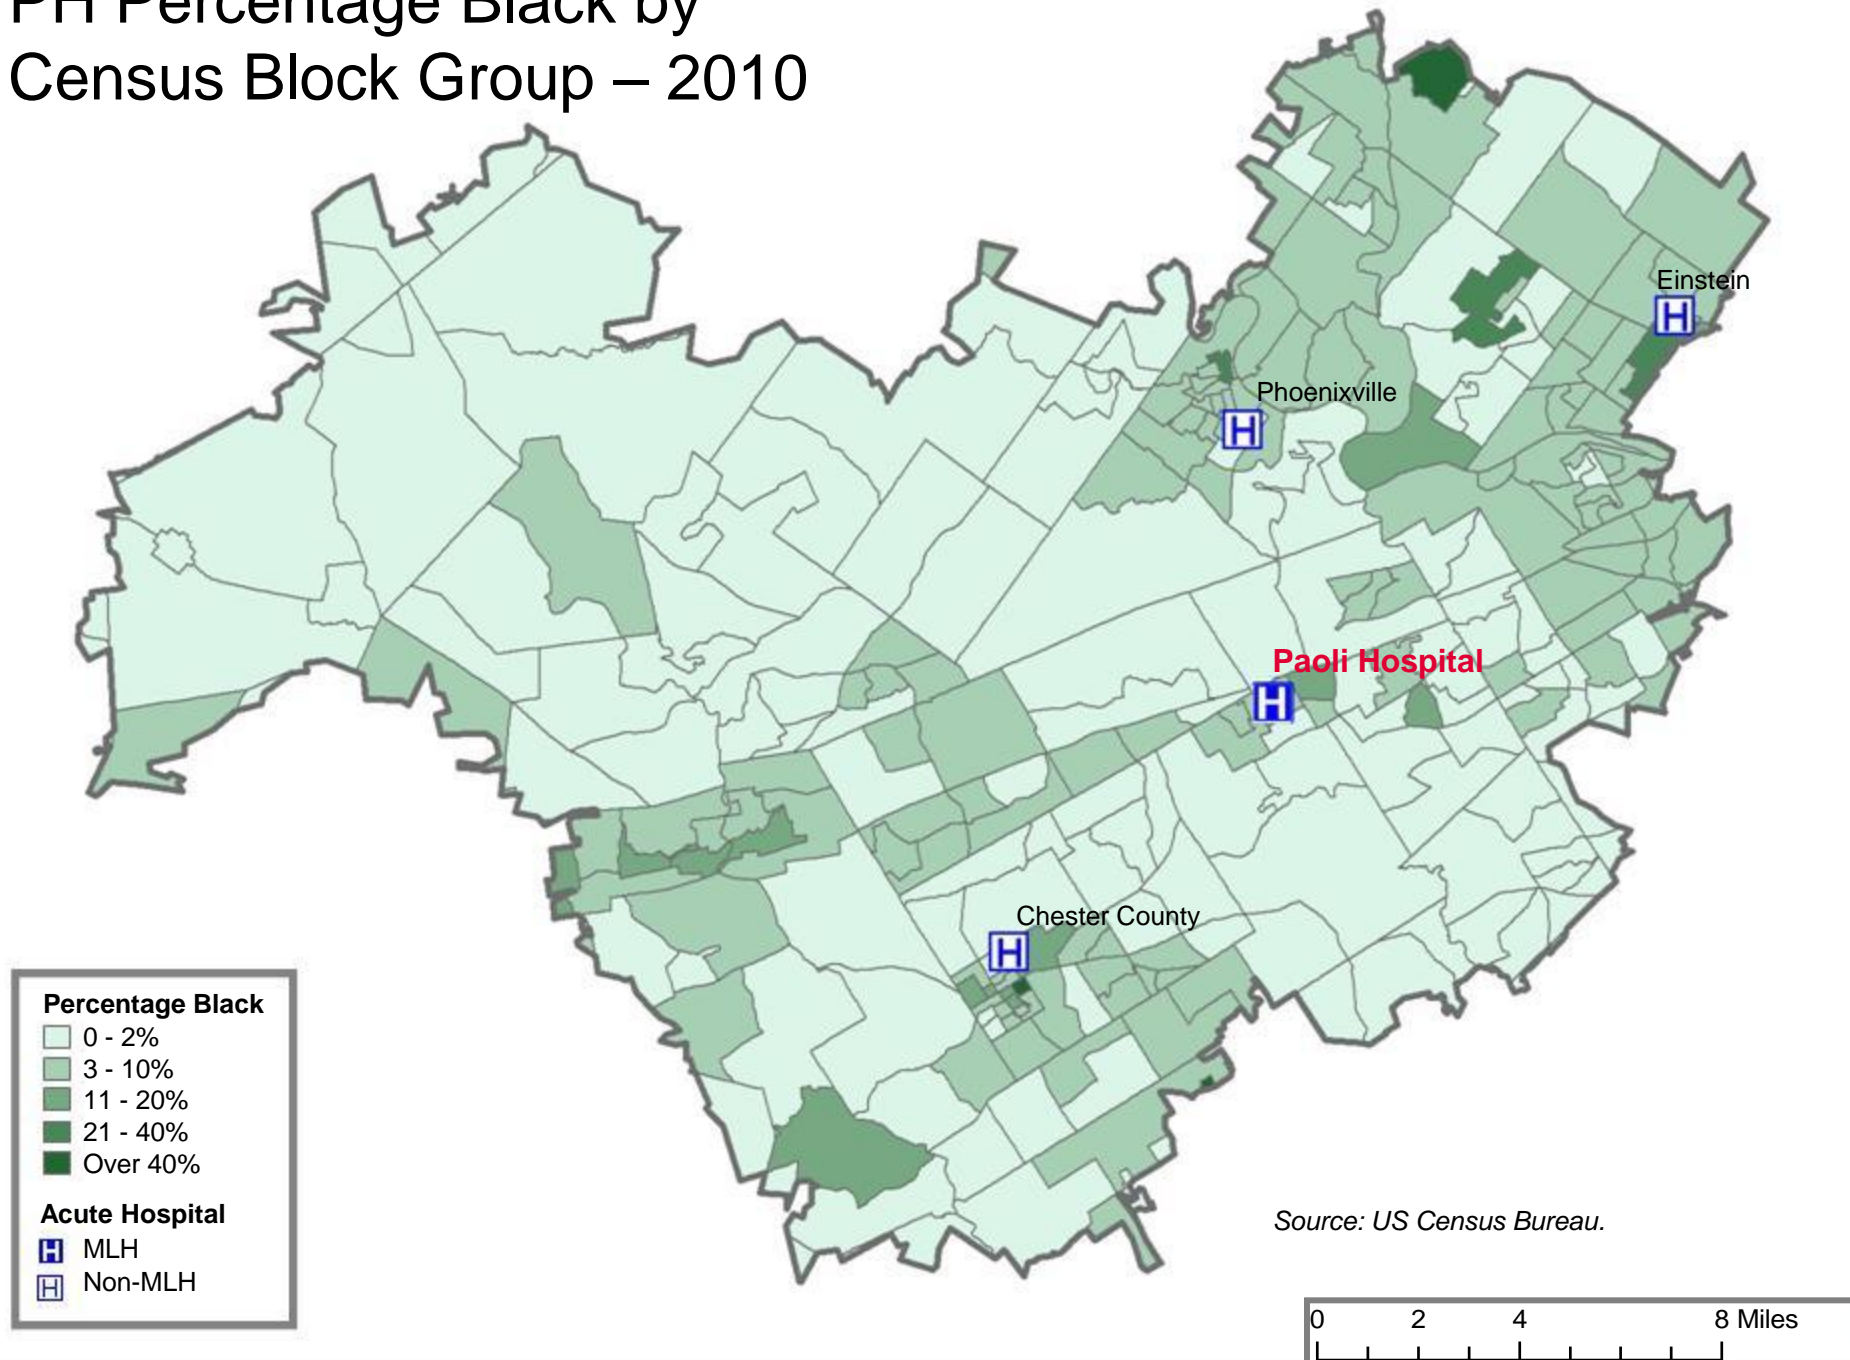 PH Percentage Black by
Census Block Group – 2010
Einstein
Phoenixville
Paoli Hospital
Chester County
Percentage Black
0 - 2%
3 - 10%
11 - 20%
21 - 40%
Over 40%
Acute Hospital
H MLH
H Non-MLH
H
H
H
H
Source: US Census Bureau.
0 2 4 8 Miles